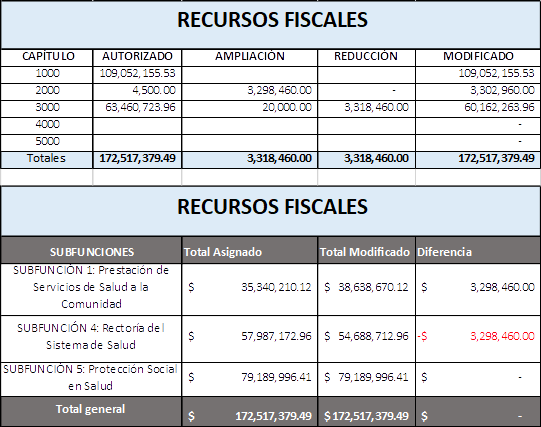 RECURSOS FISCALES
CAPÍTULO AUTORIZADO AMPLIACIÓN REDUCCIÓN MODIFICADO
1000 109,052,155.53 109,052,155.53
2000 4,500.00 3,298,460.00 - 3,302,960.00
3000 63,460,723.96 20,000.00 3,318,460.00 60,162,263.96
4000 -
5000 -
Totales 172,517,379.49 3,318,460.00 3,318,460.00 172,517,379.49
RECURSOS FISCALES
SUBFUNCIONES Total Asignado Total Modificado Diferencia
SUBFUNCIÓN 1: Prestación de
Servicios de Salud a la
Comunidad
$ 35,340,210.12 $ 38,638,670.12 $ 3,298,460.00
SUBFUNCIÓN 4: Rectoría del
Sistema de Salud
$ 57,987,172.96 $ 54,688,712.96 -$ 3,298,460.00
SUBFUNCIÓN 5: Protección Social
en Salud
$ 79,189,996.41 $ 79,189,996.41 $ -
Total general $ 172,517,379.49 $172,517,379.49 $ -